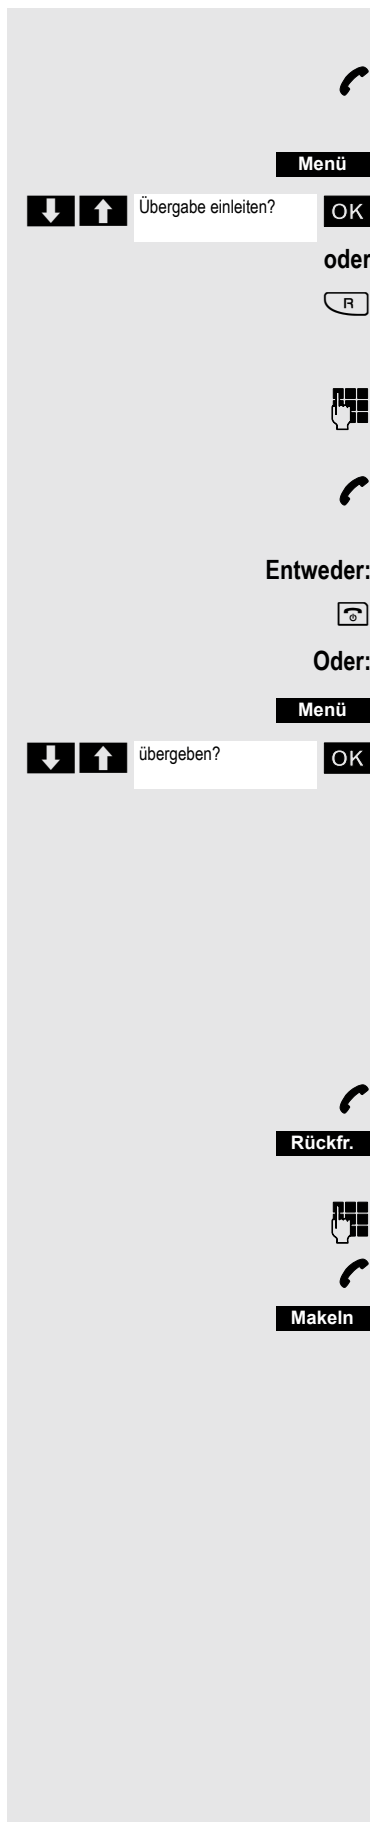 Menü
Übergabe einleiten? OK
oder
R
Entweder:
Oder:
Menü
übergeben? OK
Rückfr.
Makeln